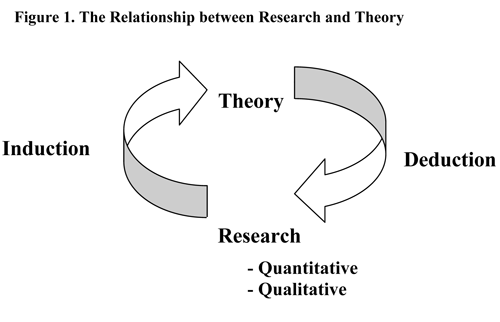 Figure 1. The Relationship between Research and Theory
Theory
Induction
Deduction
Research
- Quantitative
- Qualitative